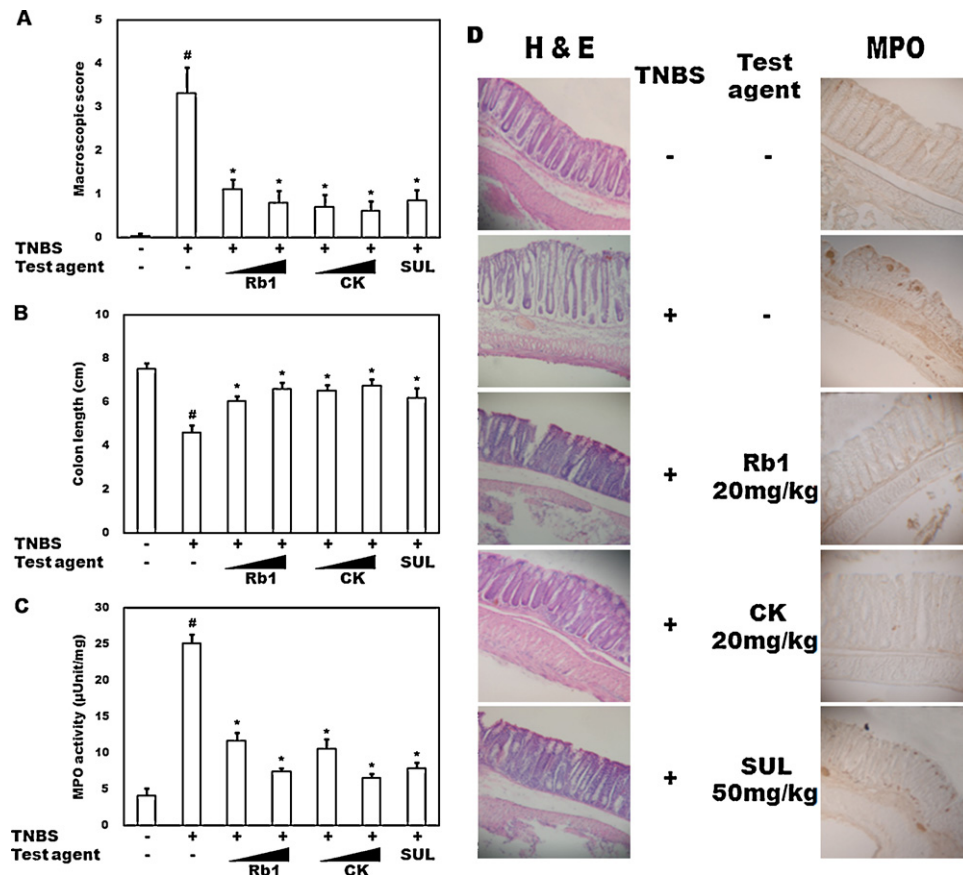 A
Macroscopic score
5
4
3
2
1
0
#
*
*
*
*
*
TNBS - + + + + + +
Test agent - - SUL
Rb1 CK
B
Colon length (cm)
10
8
6
4
2
0
#
*
*
*
*
*
TNBS - + + + + + +
Test agent - - SUL
Rb1 CK
C
MPO activity (μUnit/mg)
30
25
20
15
10
5
0
#
*
*
*
*
*
TNBS - + + + + + +
Test agent - - SUL
Rb1 CK
D
H & E TNBS Test MPO
agent
- -
+ -
+ Rb1
20mg/kg
+ CK
20mg/kg
+ SUL
50mg/kg